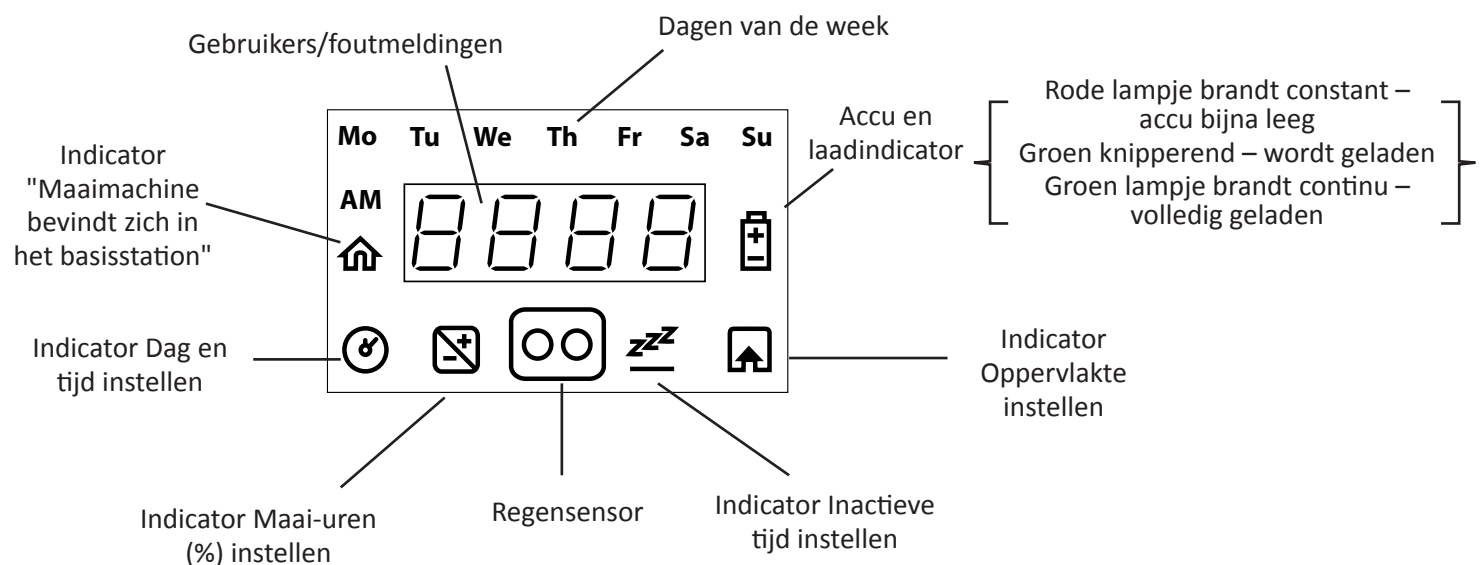 Gebruikers/foutmeldingen
Dagen van de week
Rode lampje brandt constant –
accu bijna leeg
Groen knipperend – wordt geladen
Groen lampje brandt continu –
volledig geladen
Accu en
laadindicator
Indicator
"Maaimachine
bevindt zich in
het basisstation"
Mo Tu We Th Fr Sa Su
AM
8888
zzz
Indicator Dag en
tijd instellen
Indicator
Oppervlakte
instellen
Indicator Maai-uren
(%) instellen
Regensensor
Indicator Inactieve
tijd instellen